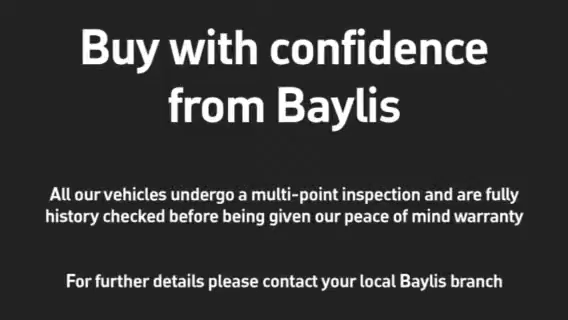 Buy with confidence
from Baylis
All our vehicles undergo a multi-point inspection and are fully
history checked before being given our peace of mind warranty
For further details please contact your local Baylis branch